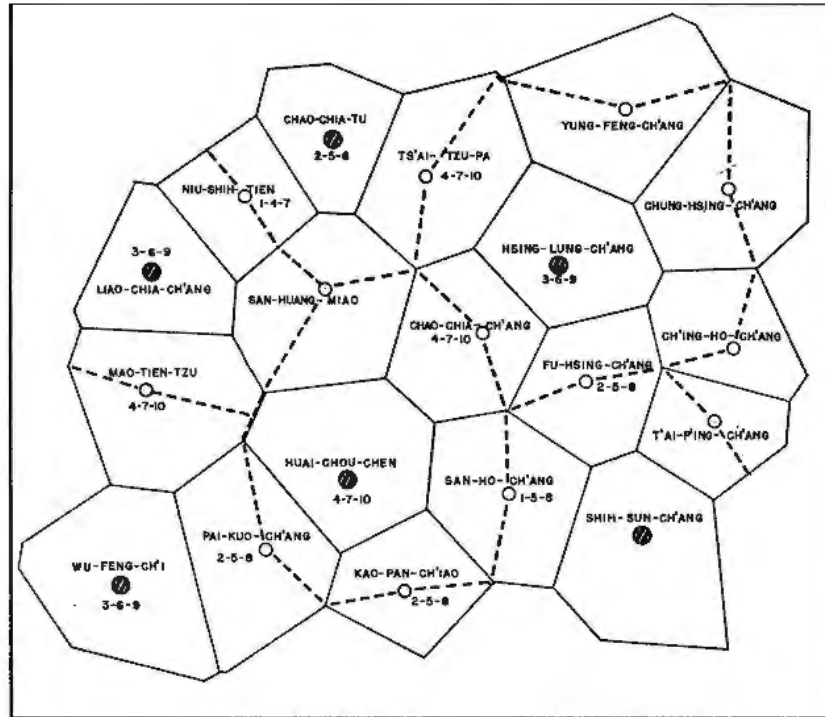 YUNG-FENG-CH'ANG
CHAO-CHIA-TU
2-5-8
TS'AI-TZU-PA
4-7-10
NIU-SHIH-TIEN
1-4-7
CHUNG-HSING-CH'ANG
3-6-9
LIAO-CHIA-CH'ANG
HSING-LUNG-CH'ANG
3-6-9
SAN-HUANG-MIAO
CHAO-CHIA-CH'ANG
4-7-10
CH'ING-HO-CH'ANG
FU-HSING-CH'ANG
2-5-8
MAO-TIEN-TZU
4-7-10
T'AI-P'ING-CH'ANG
HUAI-CHOU-CHEN
4-7-10
SAN-HO-CH'ANG
1-5-8
SHIH-SUN-CH'ANG
PAI-KUO-CH'ANG
2-5-8
WU-FENG-CH'I
3-6-9
KAO-PAN-CH'IAO
2-5-8